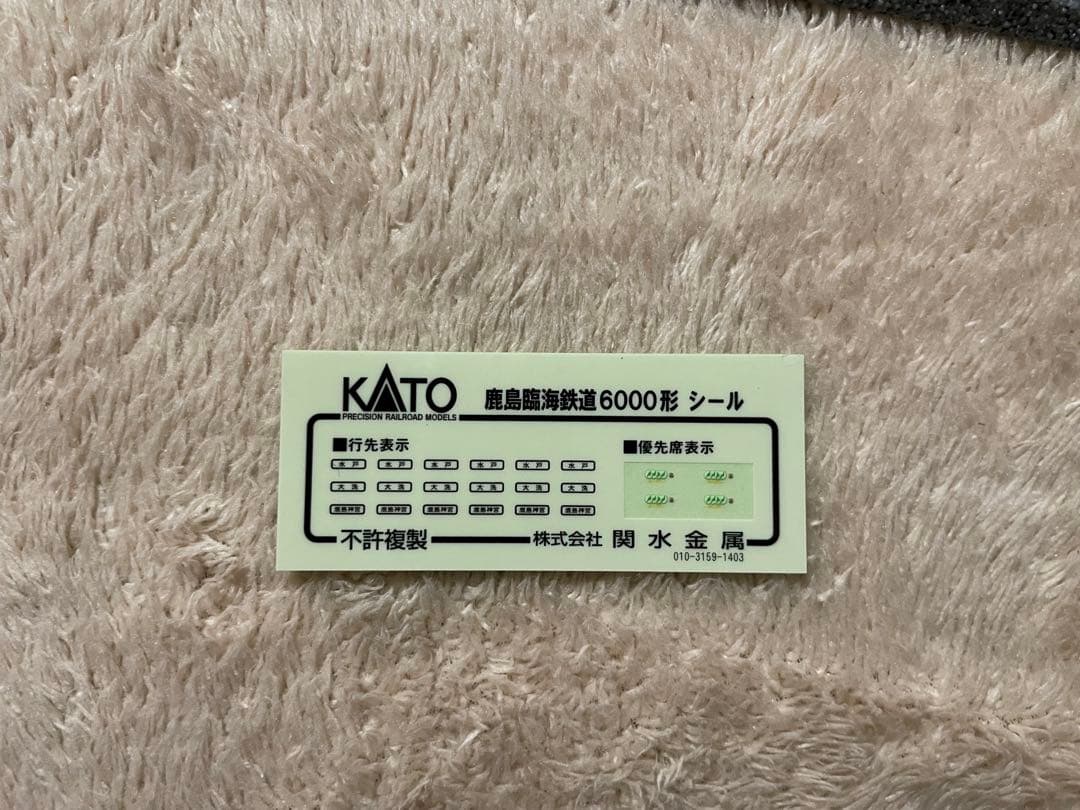 KATO 鹿島臨海鉄道6000形 シール
PRECISION RAILROAD MODELS
■行先表示
水戸 水戸 水戸 水戸 水戸 水戸
大洗 大洗 大洗 大洗 大洗 大洗
鹿島神宮 鹿島神宮 鹿島神宮 鹿島神宮 鹿島神宮 鹿島神宮
■優先席表示
不許複製
株式会社 関水金属
010-3159-1403